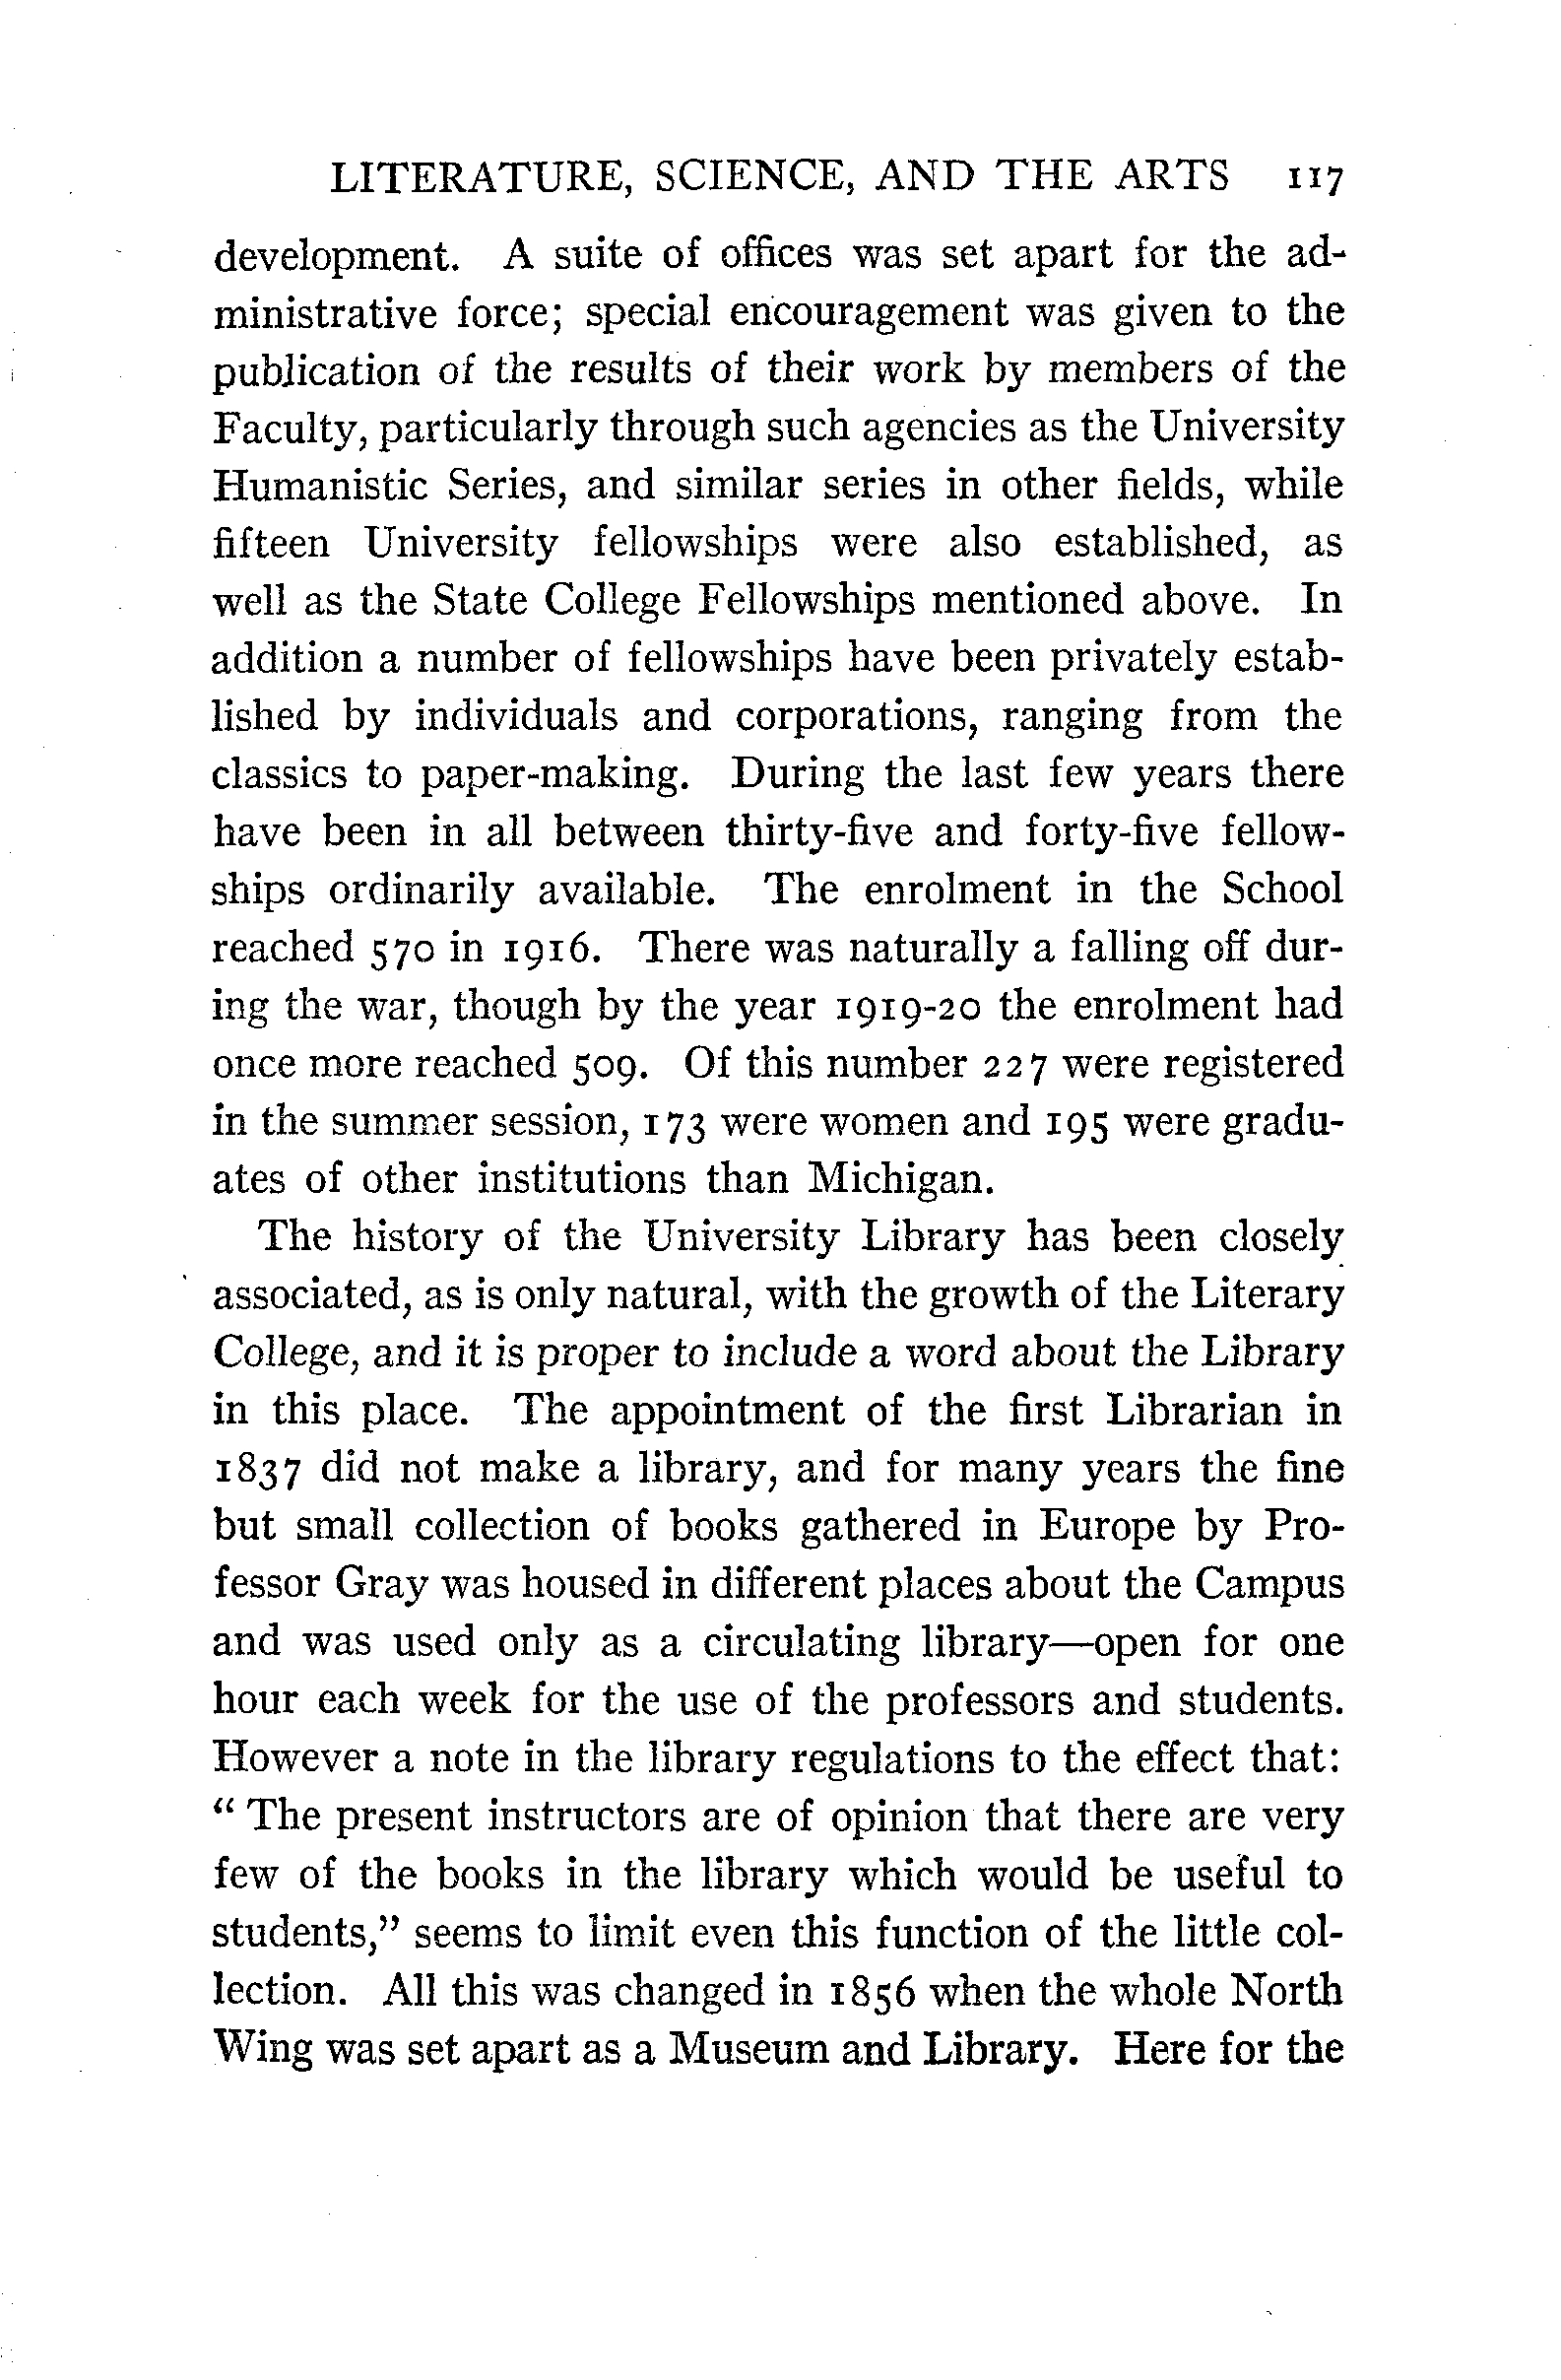 LITERATURE, SCIENCE, AND THE ARTS 117
development. A suite of offices was set apart for the ad-
ministrative force; special encouragement was given to the
publication of the results of their work by members of the
Faculty, particularly through such agencies as the University
Humanistic Series, and similar series in other fields, while
fifteen University fellowships were also established, as
well as the State College Fellowships mentioned above. In
addition a number of fellowships have been privately estab-
lished by individuals and corporations, ranging from the
classics to paper-making. During the last few years there
have been in all between thirty-five and forty-five fellow-
ships ordinarily available. The enrolment in the School
reached 570 in 1916. There was naturally a falling off dur-
ing the war, though by the year 1919-20 the enrolment had
once more reached 509. Of this number 227 were registered
in the summer session, 173 were women and 195 were gradu-
ates of other institutions than Michigan.
The history of the University Library has been closely
associated, as is only natural, with the growth of the Literary
College, and it is proper to include a word about the Library
in this place. The appointment of the first Librarian in
1837 did not make a library, and for many years the fine
but small collection of books gathered in Europe by Pro-
fessor Gray was housed in different places about the Campus
and was used only as a circulating library—open for one
hour each week for the use of the professors and students.
However a note in the library regulations to the effect that:
“ The present instructors are of opinion that there are very
few of the books in the library which would be useful to
students,” seems to limit even this function of the little col-
lection. All this was changed in 1856 when the whole North
Wing was set apart as a Museum and Library. Here for the